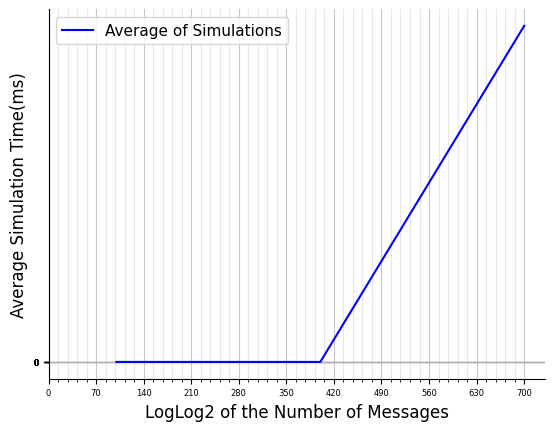 Average of Simulations
Average Simulation Time(ms)
0
0 70 140 210 280 350 420 490 560 630 700
LogLog2 of the Number of Messages